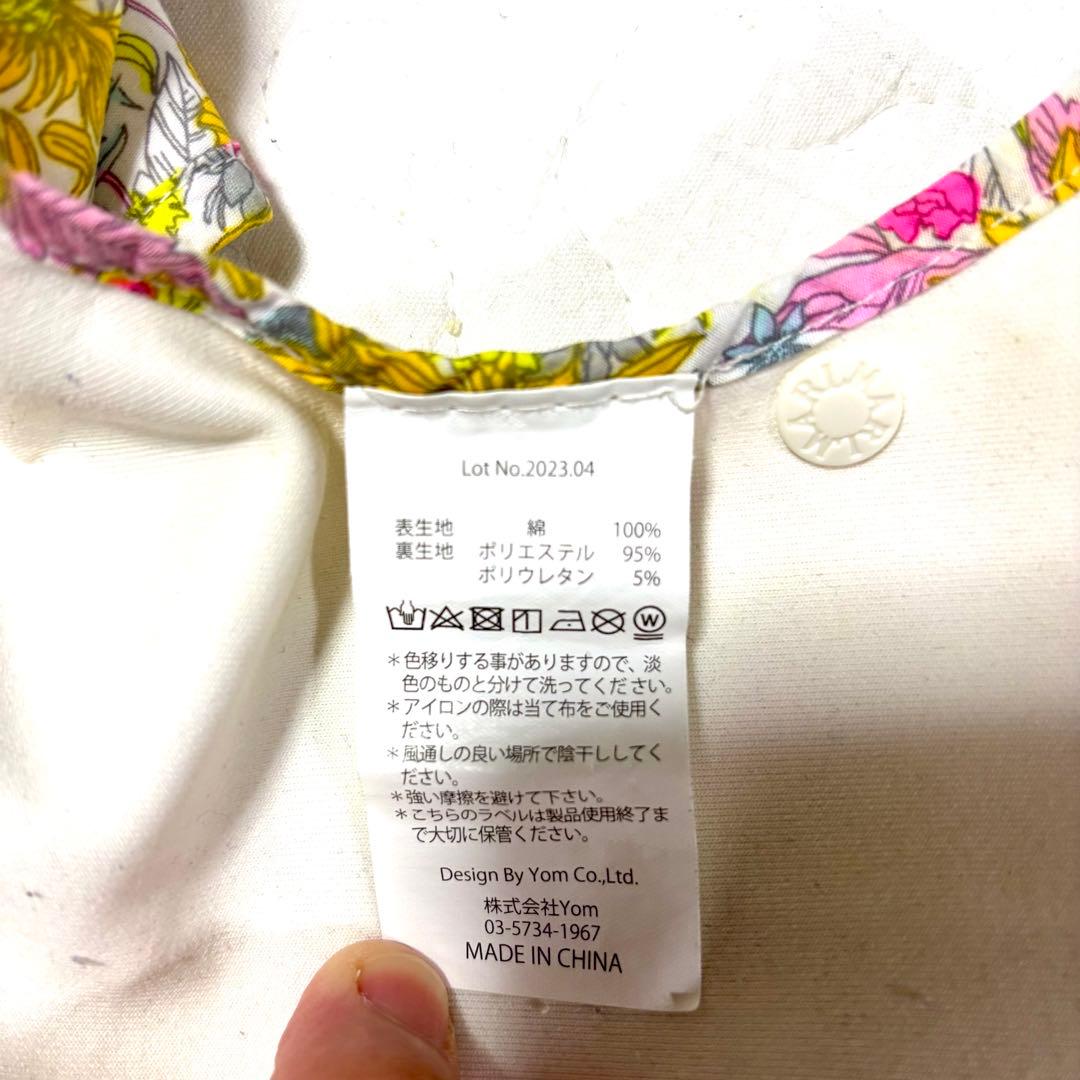 Lot No.2023.04
表生地 綿 100%
裏生地 ポリエステル 95%
ポリウレタン 5%
W
＊色移りする事がありますので、淡
色のものと分けて洗ってください。
＊アイロンの際は当て布をご使用く
ださい。
＊風通しの良い場所で陰干ししてく
ださい。
＊強い摩擦を避けて下さい。
＊こちらのラベルは製品使用終了ま
で大切に保管ください。
Design By Yom Co.,Ltd.
株式会社Yom
03-5734-1967
MADE IN CHINA
MARLMARL